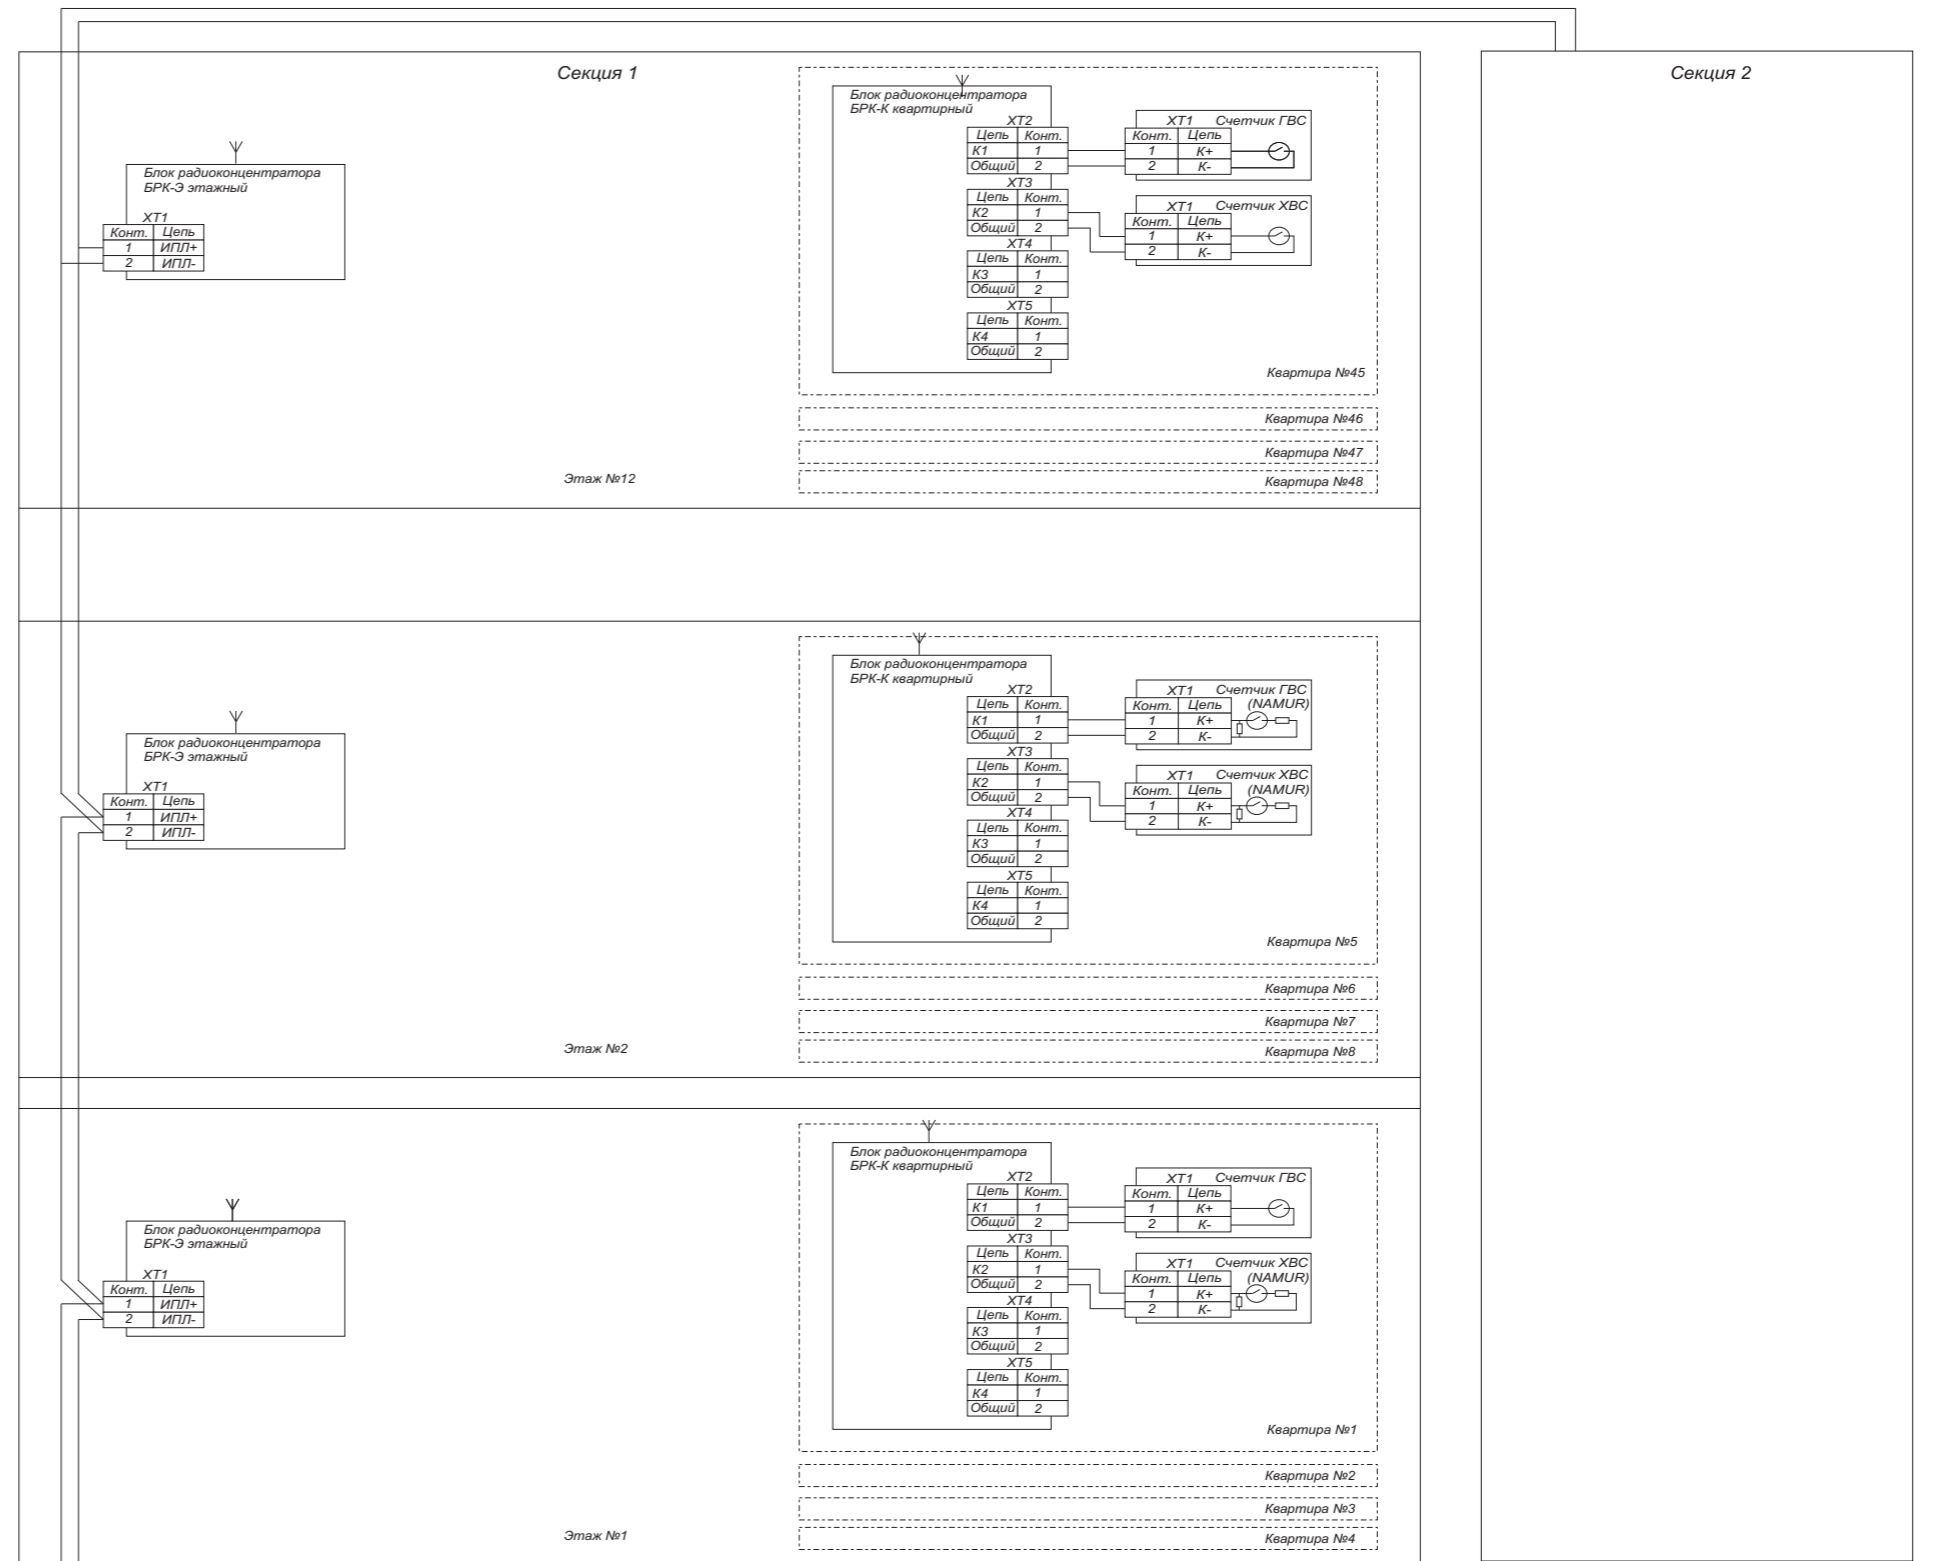 Секция 1
Секция 2
Блок радиоконцентратора
БРК-Э этажный
XT1
Конт. Цепь
1 ИПЛ+
2 ИПЛ-
Блок радиоконцентратора
БРК-К квартирный
XT2
Цепь Конт.
К1 1
Общий 2
XT3
Цепь Конт.
К2 1
Общий 2
XT4
Цепь Конт.
К3 1
Общий 2
XT5
Цепь Конт.
К4 1
Общий 2
XT1 Счетчик ГВС
Конт. Цепь
1 К+
2 К-
XT1 Счетчик ХВС
Конт. Цепь
1 К+
2 К-
Квартира №45
Квартира №46
Квартира №47
Квартира №48
Этаж №12
Блок радиоконцентратора
БРК-Э этажный
XT1
Конт. Цепь
1 ИПЛ+
2 ИПЛ-
Блок радиоконцентратора
БРК-К квартирный
XT2
Цепь Конт.
К1 1
Общий 2
XT3
Цепь Конт.
К2 1
Общий 2
XT4
Цепь Конт.
К3 1
Общий 2
XT5
Цепь Конт.
К4 1
Общий 2
XT1 Счетчик ГВС
(NAMUR)
Конт. Цепь
1 К+
2 К-
XT1 Счетчик ХВС
(NAMUR)
Конт. Цепь
1 К+
2 К-
Квартира №5
Квартира №6
Квартира №7
Квартира №8
Этаж №2
Блок радиоконцентратора
БРК-Э этажный
XT1
Конт. Цепь
1 ИПЛ+
2 ИПЛ-
Блок радиоконцентратора
БРК-К квартирный
XT2
Цепь Конт.
К1 1
Общий 2
XT3
Цепь Конт.
К2 1
Общий 2
XT4
Цепь Конт.
К3 1
Общий 2
XT5
Цепь Конт.
К4 1
Общий 2
XT1 Счетчик ГВС
Конт. Цепь
1 К+
2 К-
XT1 Счетчик ХВС
(NAMUR)
Конт. Цепь
1 К+
2 К-
Квартира №1
Квартира №2
Квартира №3
Квартира №4
Этаж №1